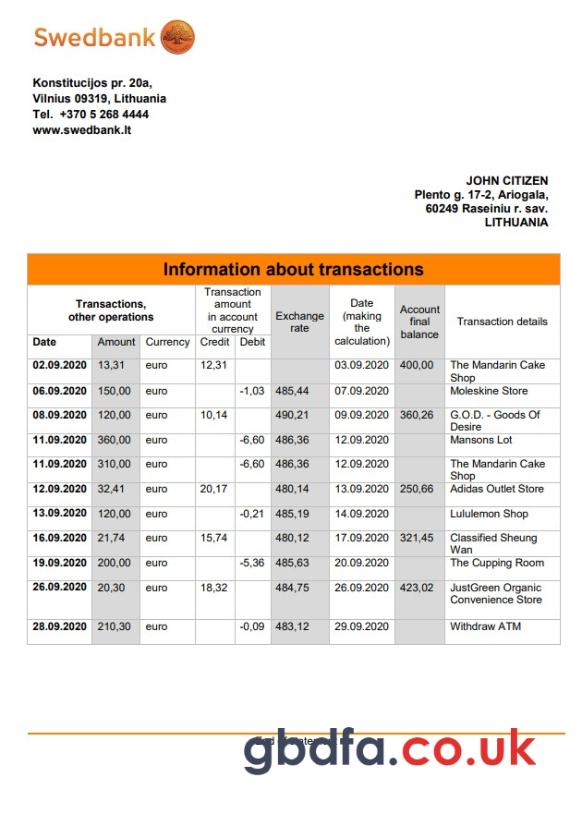 Swedbank
Konstitucijos pr. 20a,
Vilnius 09319, Lithuania
Tel. +370 5 268 4444
www.swedbank.lt
JOHN CITIZEN
Plento g. 17-2, Ariogala,
60249 Raseiniu r. sav.
LITHUANIA
Information about transactions
Transactions, other operations Transaction amount in account currency Exchange rate Date (making the calculation) Account final balance Transaction details
Date Amount Currency Credit Debit
02.09.2020 13,31 euro 12,31 03.09.2020 400,00 The Mandarin Cake
Shop
06.09.2020 150,00 euro -1,03 485,44 07.09.2020 Moleskine Store
08.09.2020 120,00 euro 10,14 490,21 09.09.2020 360,26 G.O.D. - Goods Of
Desire
11.09.2020 360,00 euro -6,60 486,36 12.09.2020 Mansons Lot
11.09.2020 310,00 euro -6,60 486,36 12.09.2020 The Mandarin Cake
Shop
12.09.2020 32,41 euro 20,17 480,14 13.09.2020 250,66 Adidas Outlet Store
13.09.2020 120,00 euro -0,21 485,19 14.09.2020 Lululemon Shop
16.09.2020 21,74 euro 15,74 480,12 17.09.2020 321,45 Classified Sheung
Wan
19.09.2020 200,00 euro -5,36 485,63 20.09.2020 The Cupping Room
26.09.2020 20,30 euro 18,32 484,75 26.09.2020 423,02 JustGreen Organic
Convenience Store
28.09.2020 210,30 euro -0,09 483,12 29.09.2020 Withdraw ATM
gbdfa.co.uk